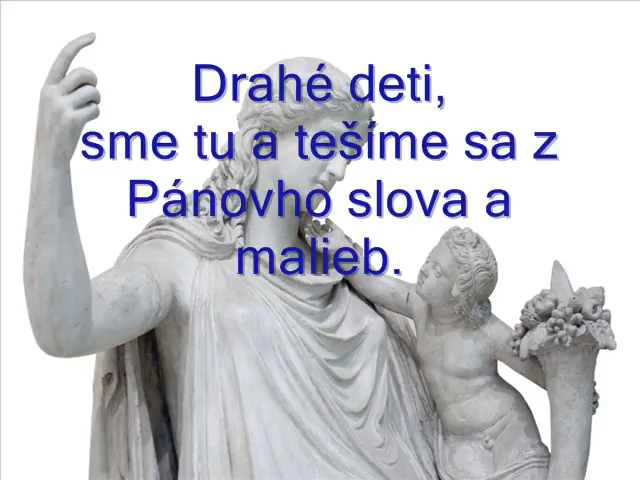 Drahé deti,
sme tu a tešíme sa z
Pánovho slova a
malieb.